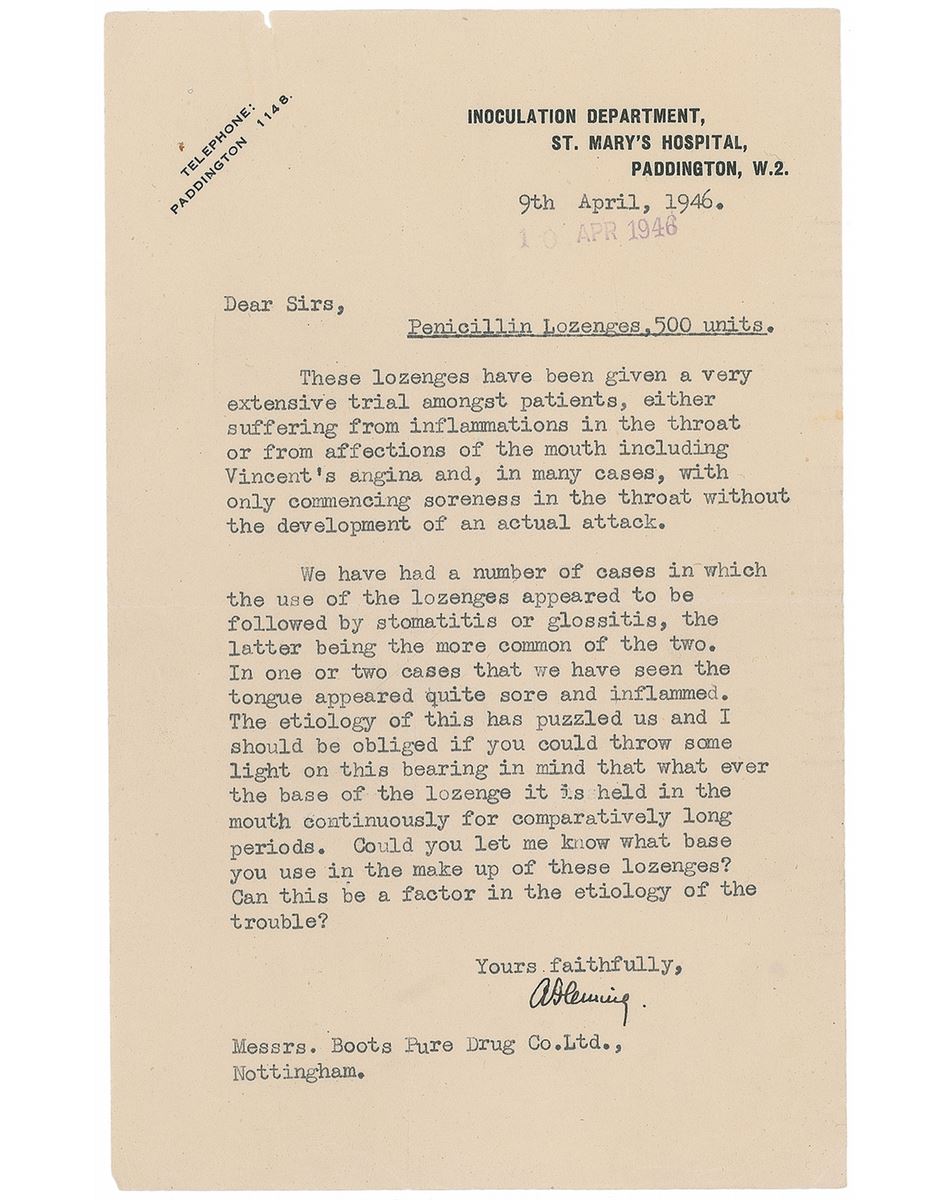 TELEPHONE:
PADDINGTON 1148.
INOCULATION DEPARTMENT,
ST. MARY'S HOSPITAL,
PADDINGTON, W.2.
9th April, 1946.
10 APR 1946
Dear Sirs,
Penicillin Lozenges,500 units.
These lozenges have been given a very
extensive trial amongst patients, either
suffering from inflammations in the throat
or from affections of the mouth including
Vincent's angina and, in many cases, with
only commencing soreness in the throat without
the development of an actual attack.
We have had a number of cases in which
the use of the lozenges appeared to be
followed by stomatitis or glossitis, the
latter being the more common of the two.
In one or two cases that we have seen the
tongue appeared quite sore and inflammed.
The etiology of this has puzzled us and I
should be obliged if you could throw some
light on this bearing in mind that what ever
the base of the lozenge it is held in the
mouth continuously for comparatively long
periods. Could you let me know what base
you use in the make up of these lozenges?
Can this be a factor in the etiology of the
trouble?
Yours faithfully,
A Fleming.
Messrs. Boots Pure Drug Co.Ltd.,
Nottingham.